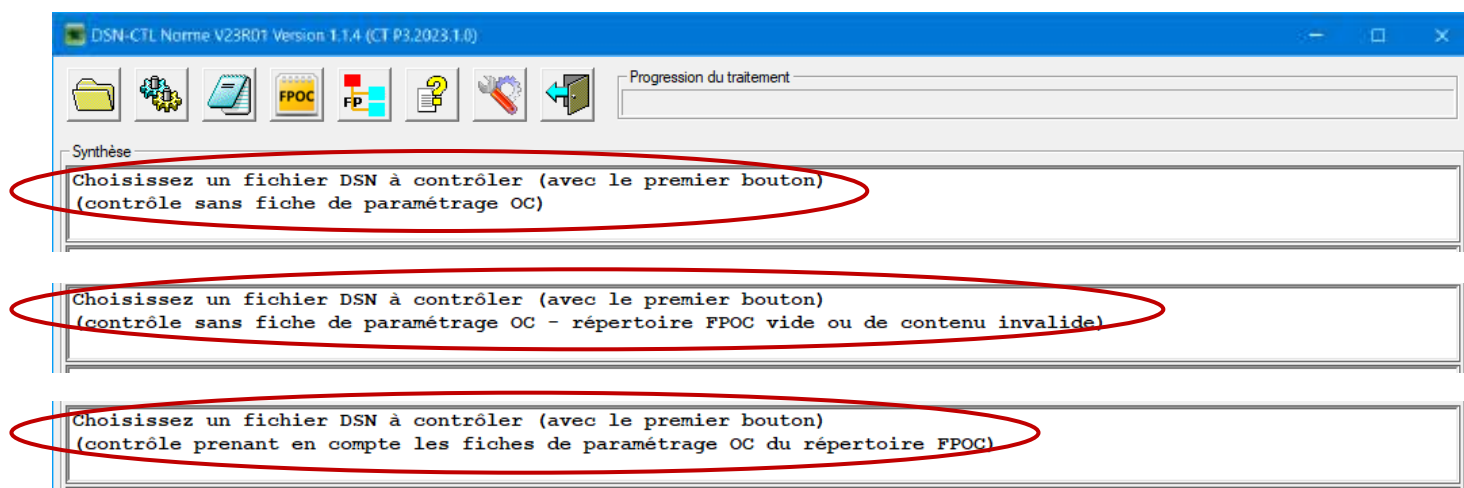 DSN-CTL Norme V23R01 Version 1.1.4 (CT P3.2023.1.0)
FPOC
FP
Progression du traitement
Synthèse
Choisissez un fichier DSN à contrôler (avec le premier bouton)
(contrôle sans fiche de paramétrage OC)
Choisissez un fichier DSN à contrôler (avec le premier bouton)
(contrôle sans fiche de paramétrage OC - répertoire FPOC vide ou de contenu invalide)
Choisissez un fichier DSN à contrôler (avec le premier bouton)
(contrôle prenant en compte les fiches de paramétrage OC du répertoire FPOC)